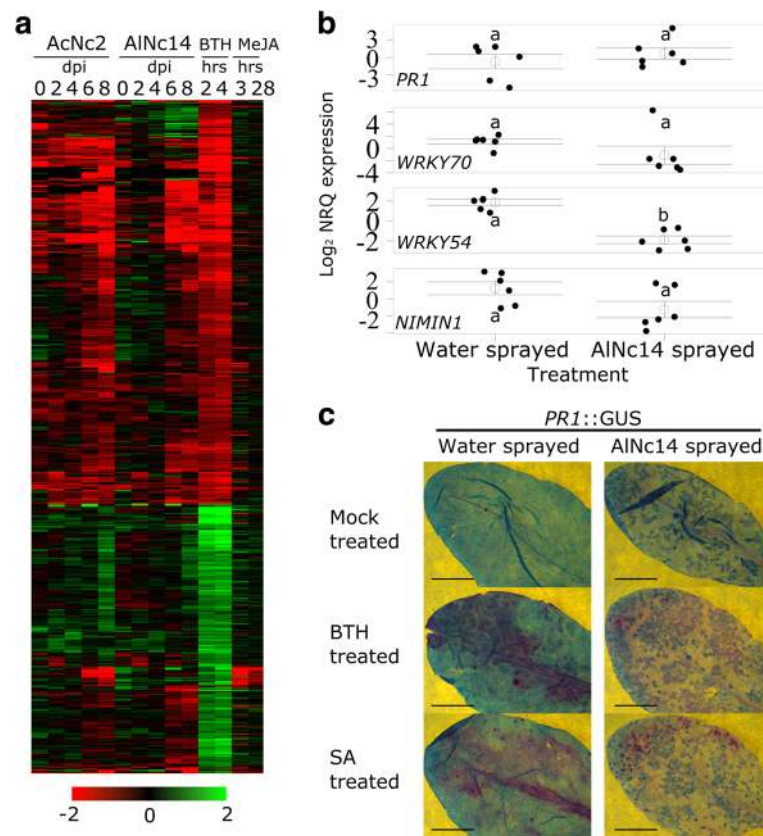 a
AcNc2 AlNc14 BTH MeJA
dpi dpi hrs hrs
0 2 4 6 8 0 2 4 6 8 2 4 3 28
-2 0 2
b
Log₂ NRQ expression
3
0
-3
PR1
a a
4
0
-4
WRKY70
a a
2
0
-2
WRKY54
a b
2
0
-2
NIMIN1
a a
Water sprayed AlNc14 sprayed
Treatment
c
PR1::GUS
Water sprayed AlNc14 sprayed
Mock
treated
BTH
treated
SA
treated